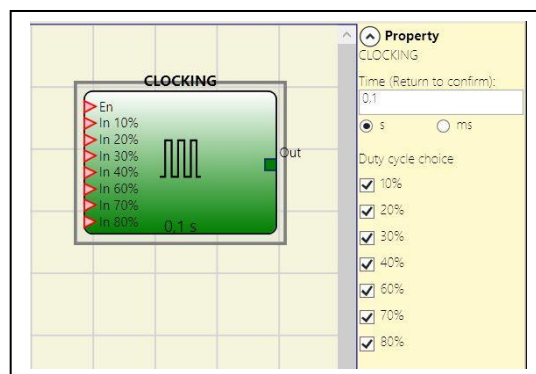 CLOCKING
En
In 10%
In 20%
In 30%
In 40%
In 60%
In 70%
In 80%
Out
0,1 s
Property
CLOCKING
Time (Return to confirm):
0,1
s ms
Duty cycle choice
10%
20%
30%
40%
60%
70%
80%